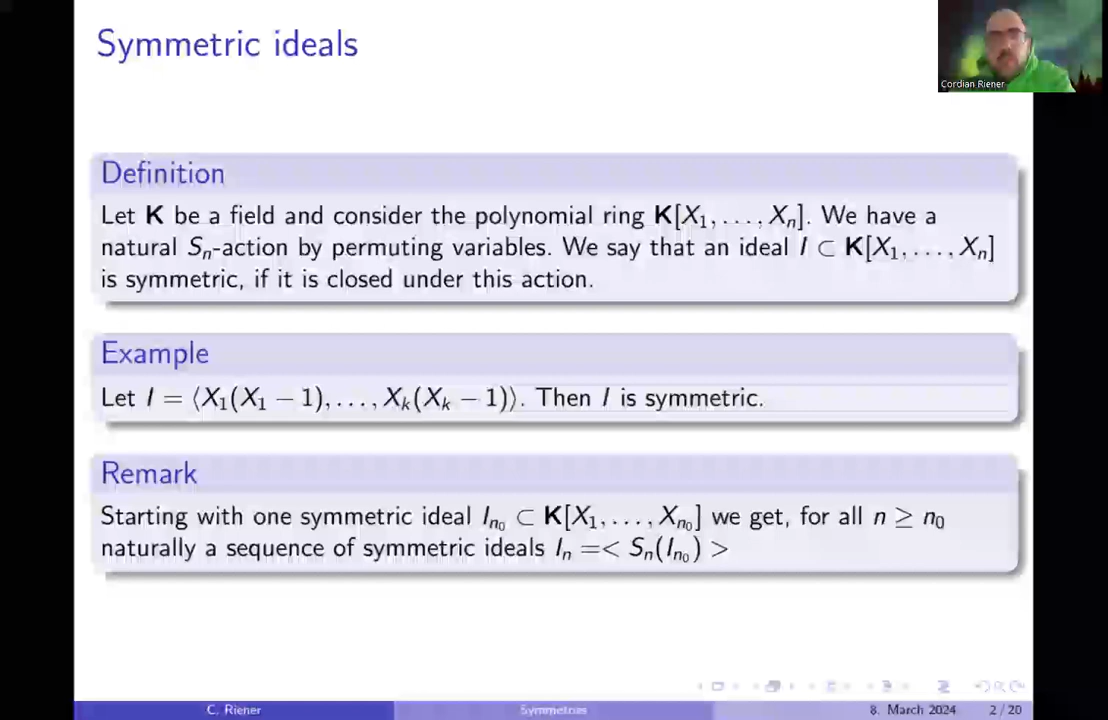 Symmetric ideals
Cordian Riener
Definition
Let K be a field and consider the polynomial ring K[X₁, . . . , Xₙ]. We have a
natural Sₙ-action by permuting variables. We say that an ideal I ⊂ K[X₁, . . . , Xₙ]
is symmetric, if it is closed under this action.
Example
Let I = ⟨X₁(X₁ − 1), . . . , Xₖ(Xₖ − 1)⟩. Then I is symmetric.
Remark
Starting with one symmetric ideal Iₙ₀ ⊂ K[X₁, . . . , Xₙ₀] we get, for all n ≥ n₀
naturally a sequence of symmetric ideals Iₙ =< Sₙ(Iₙ₀) >
C. Riener
Symmetries
8. March 2024
2 / 20